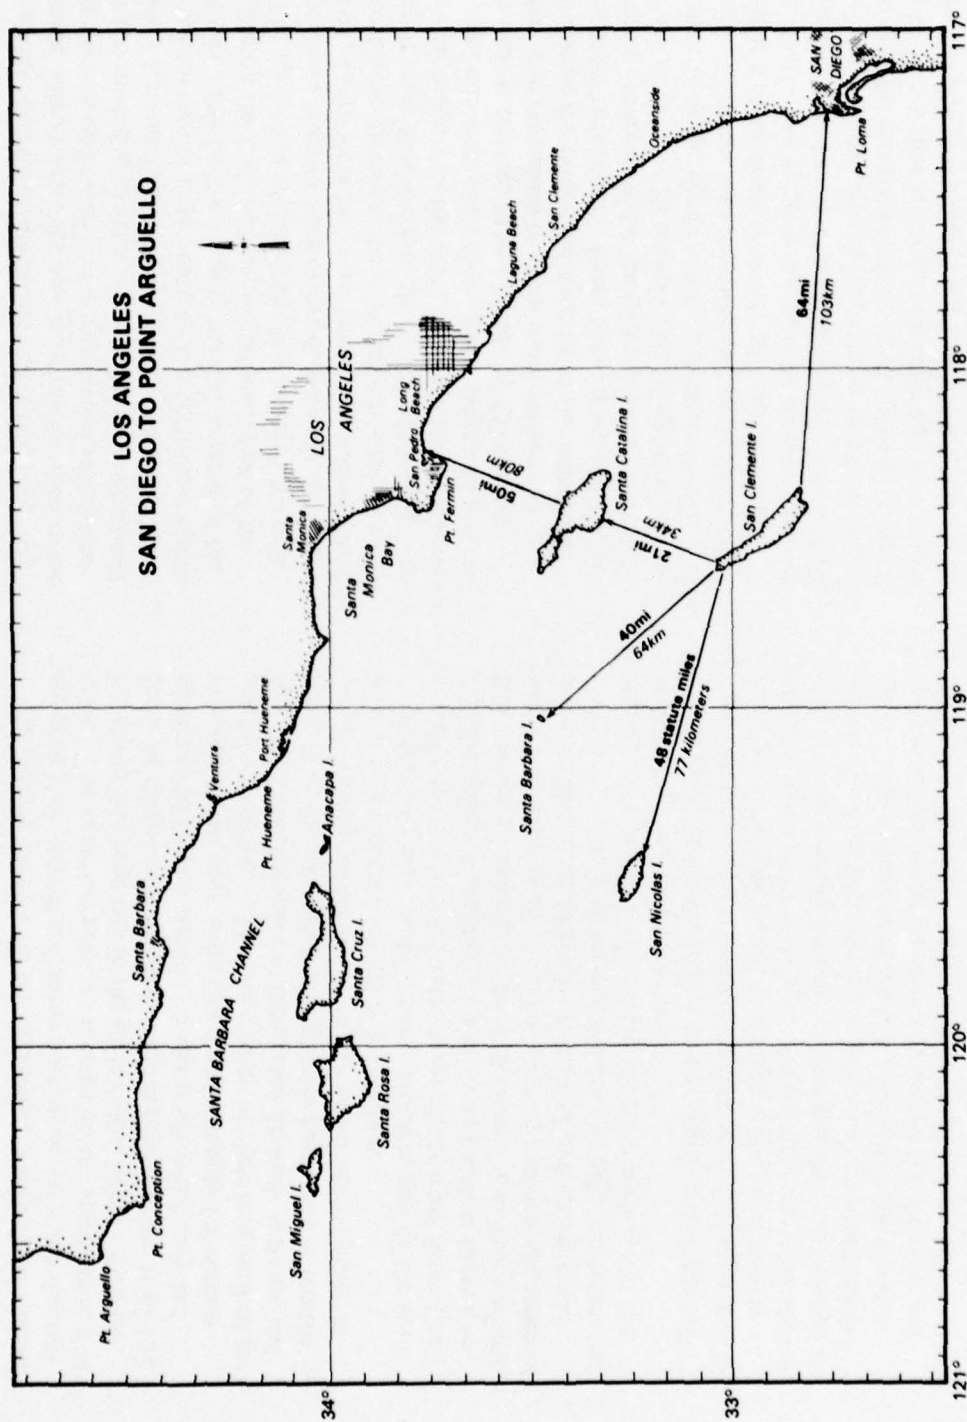 LOS ANGELES
SAN DIEGO TO POINT ARGUELLO
Pt. Arguello
Pt. Conception
Santa Barbara
SANTA BARBARA CHANNEL
Ventura
Pt. Hueneme
Port Hueneme
Anacapa I.
San Miguel I.
Santa Rosa I.
Santa Cruz I.
Santa
Monica
Santa
Monica
Bay
LOS
ANGELES
San Pedro
Long
Beach
Pt. Fermin
Laguna Beach
San Clemente
Oceanside
SAN
DIEGO
Pt. Loma
50mi
80km
Santa Catalina I.
21mi
34km
San Clemente I.
64mi
103km
40mi
64km
Santa Barbara I.
48 statute miles
77 kilometers
San Nicolas I.
34°
33°
121°
120°
119°
118°
117°